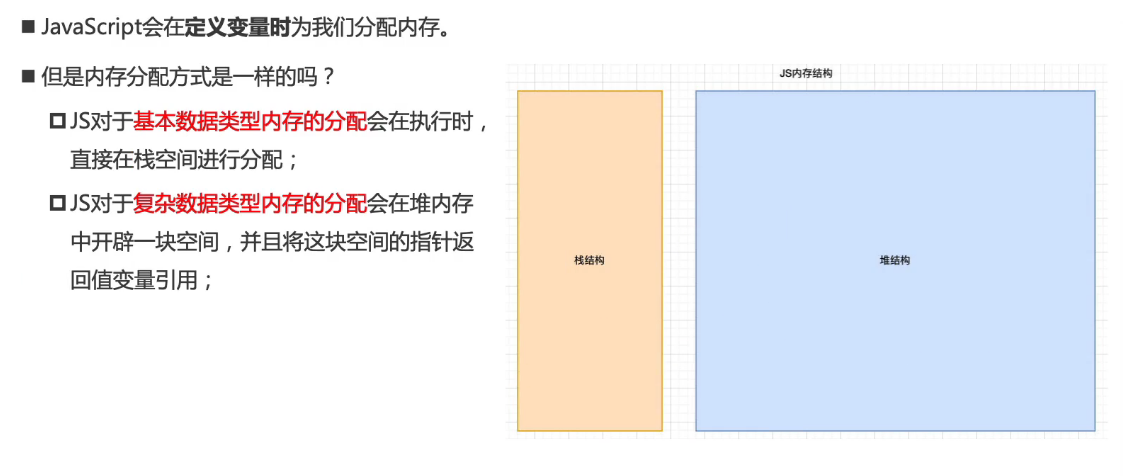 ■ JavaScript会在定义变量时为我们分配内存。
■ 但是内存分配方式是一样的吗？
JS对于基本数据类型内存的分配会在执行时，
直接在栈空间进行分配；
JS对于复杂数据类型内存的分配会在堆内存
中开辟一块空间，并且将这块空间的指针返
回值变量引用；
JS内存结构
栈结构
堆结构